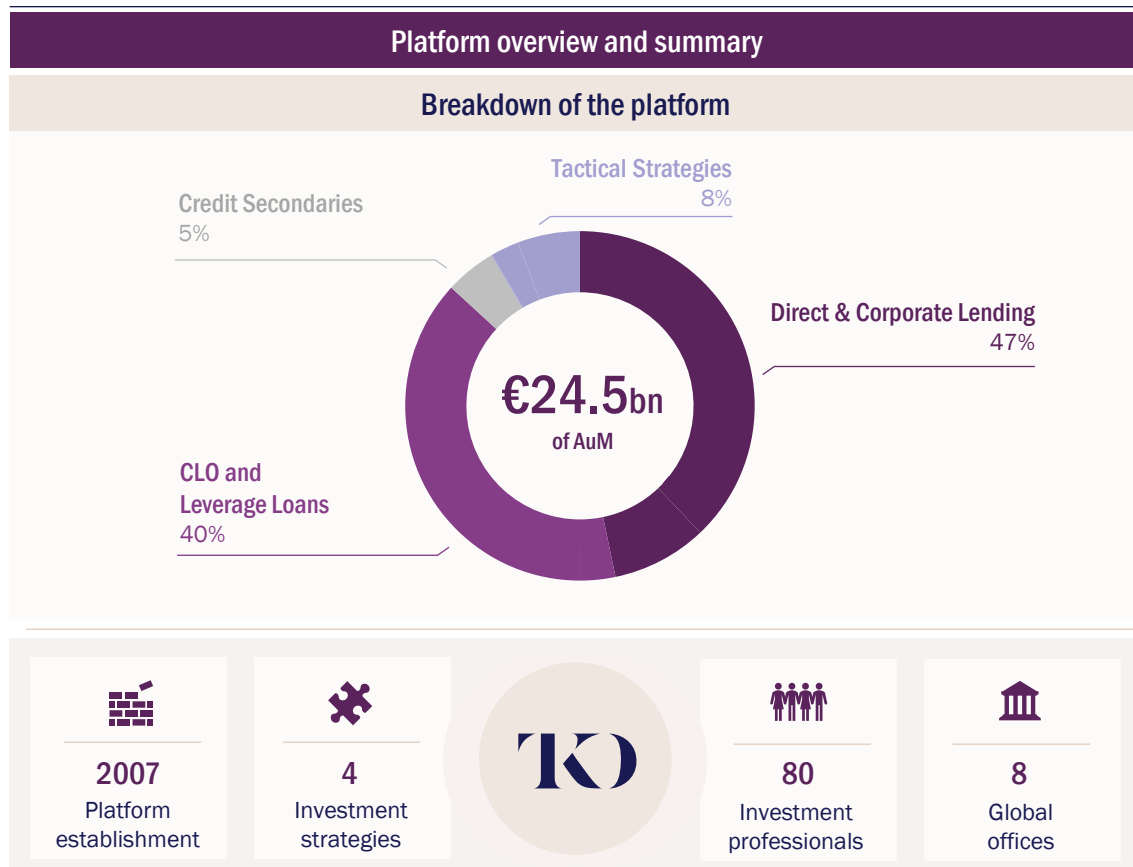 Platform overview and summary
Breakdown of the platform
Tactical Strategies
8%
Credit Secondaries
5%
Direct & Corporate Lending
47%
€24.5bn
of AuM
CLO and
Leverage Loans
40%
2007
Platform
establishment
4
Investment
strategies
TKO
80
Investment
professionals
8
Global
offices